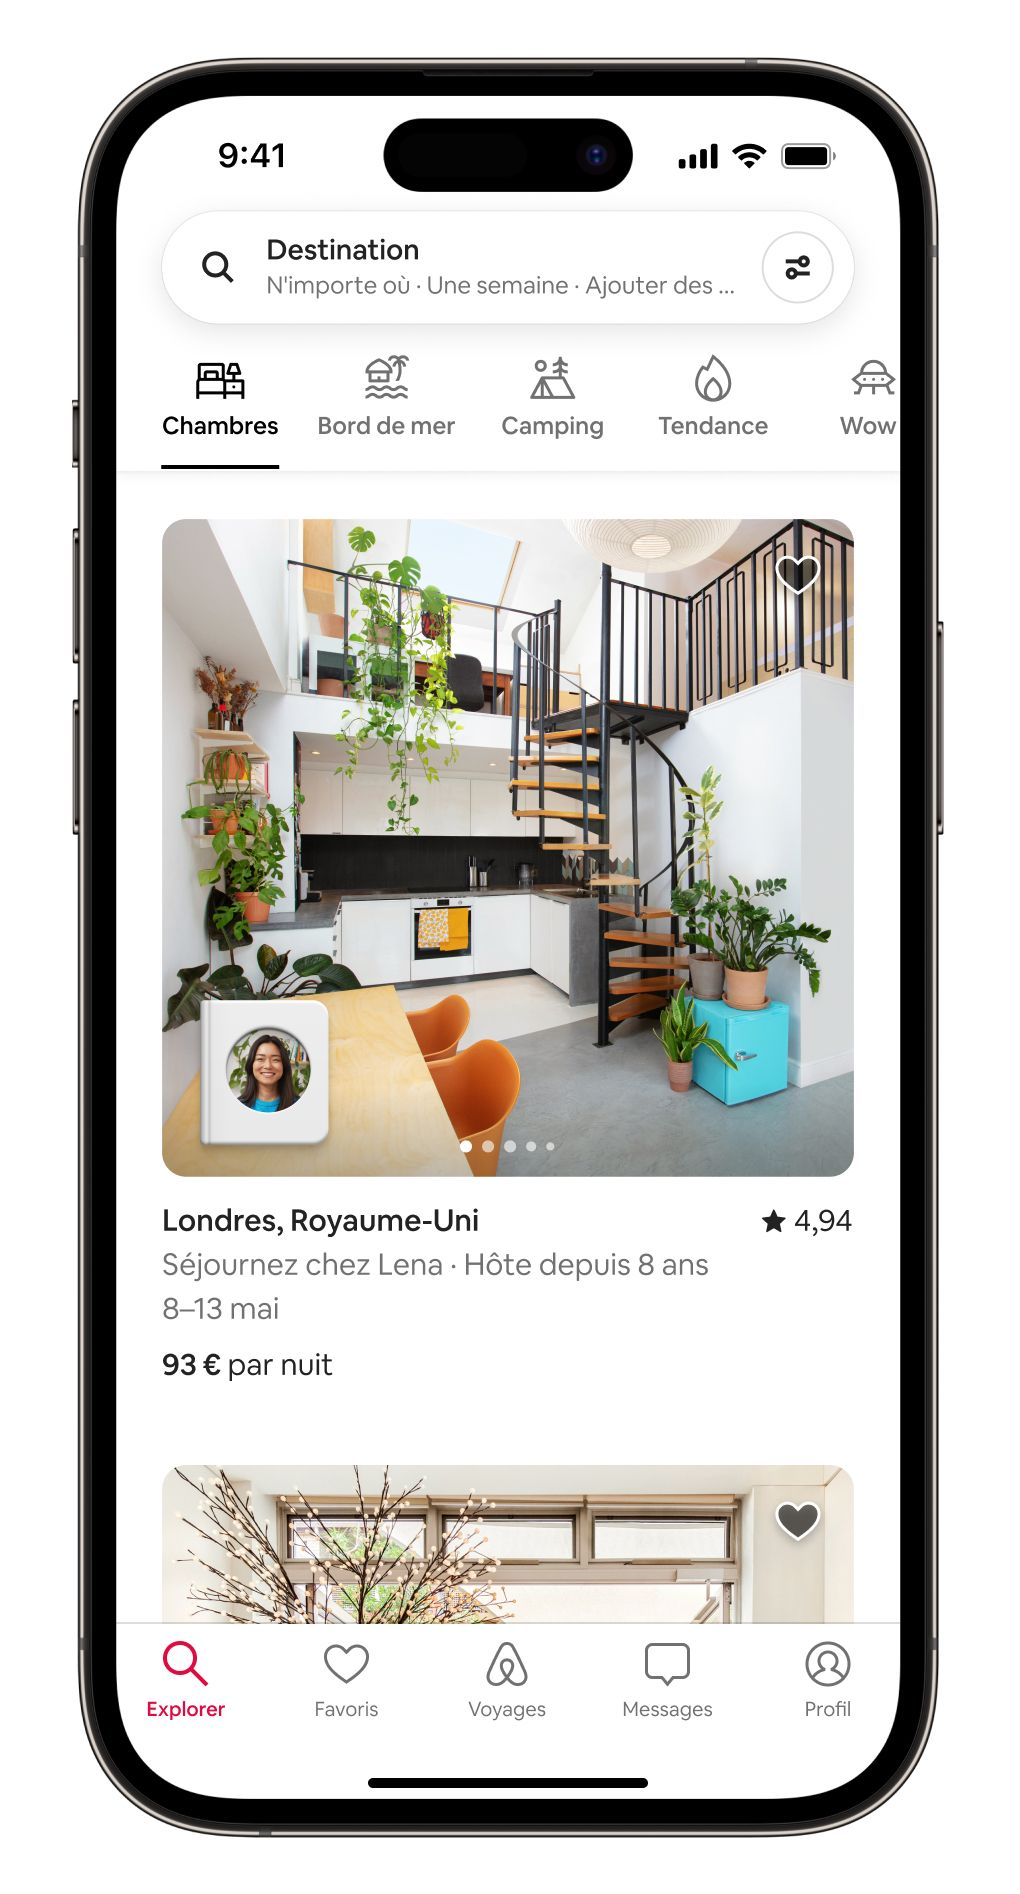 9:41
Destination
N'importe où · Une semaine · Ajouter des ...
Chambres
Bord de mer
Camping
Tendance
Wow
Londres, Royaume-Uni
4,94
Séjournez chez Lena · Hôte depuis 8 ans
8–13 mai
93 € par nuit
Explorer
Favoris
Voyages
Messages
Profil